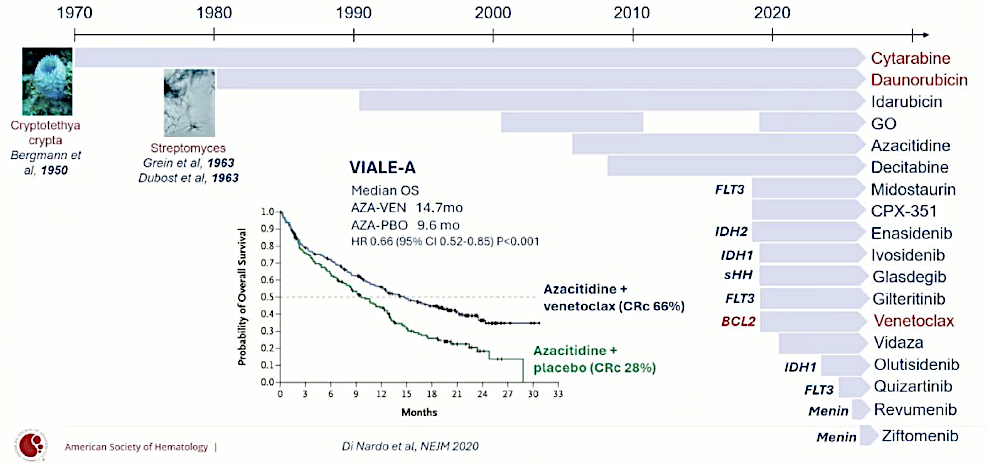 1970 1980 1990 2000 2010 2020
Cytarabine
Daunorubicin
Idarubicin
GO
Azacitidine
Decitabine
FLT3 Midostaurin
CPX-351
IDH2 Enasidenib
IDH1 Ivosidenib
sHH Glasdegib
FLT3 Gilteritinib
BCL2 Venetoclax
Vidaza
IDH1 Olutisidenib
FLT3 Quizartinib
Menin Revumenib
Menin Ziftomenib
Cryptotethya
crypta
Bergmann et
al, 1950
Streptomyces
Grein et al, 1963
Dubost et al, 1963
VIALE-A
Median OS
AZA-VEN 14.7mo
AZA-PBO 9.6 mo
HR 0.66 (95% CI 0.52-0.85) P<0.001
Probability of Overall Survival
1.0
0.9
0.8
0.7
0.6
0.5
0.4
0.3
0.2
0.1
0.0
0 3 6 9 12 15 18 21 24 27 30 33
Months
Azacitidine +
venetoclax (CRc 66%)
Azacitidine +
placebo (CRc 28%)
American Society of Hematology |
Di Nardo et al, NEJM 2020